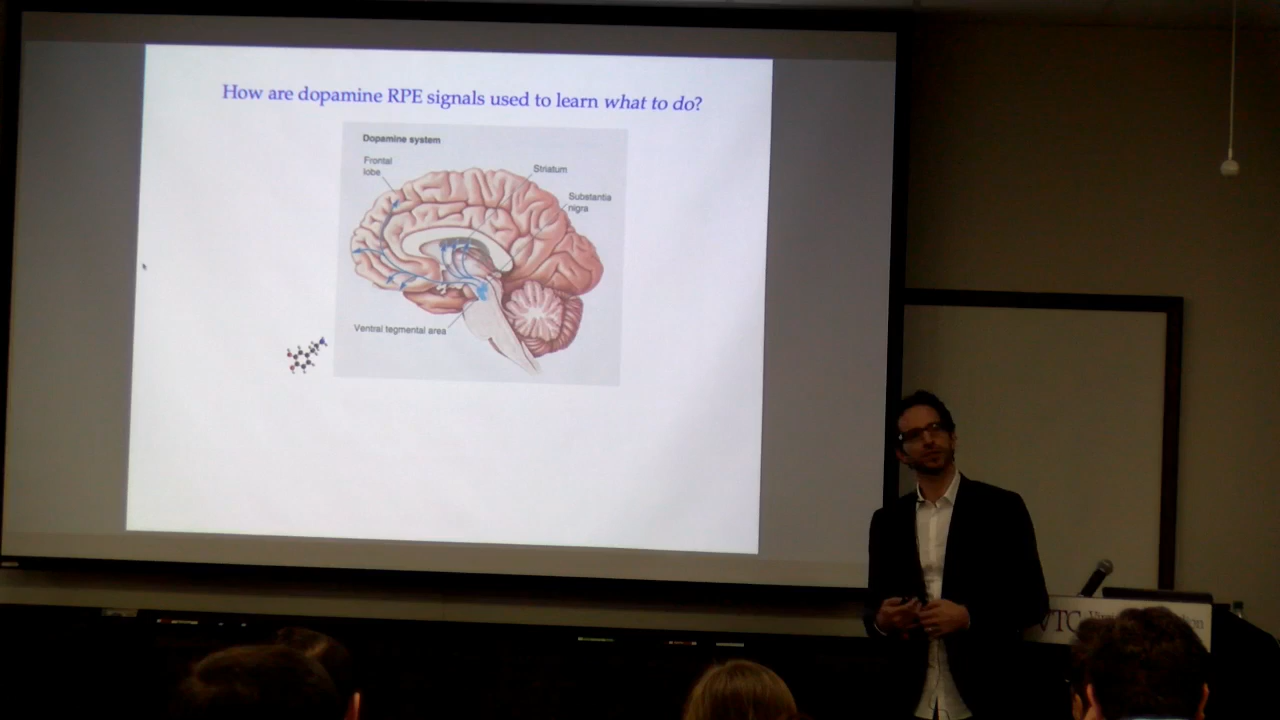 How are dopamine RPE signals used to learn what to do?
Dopamine system
Frontal
lobe
Striatum
Substantia
nigra
Ventral tegmental area
VTC